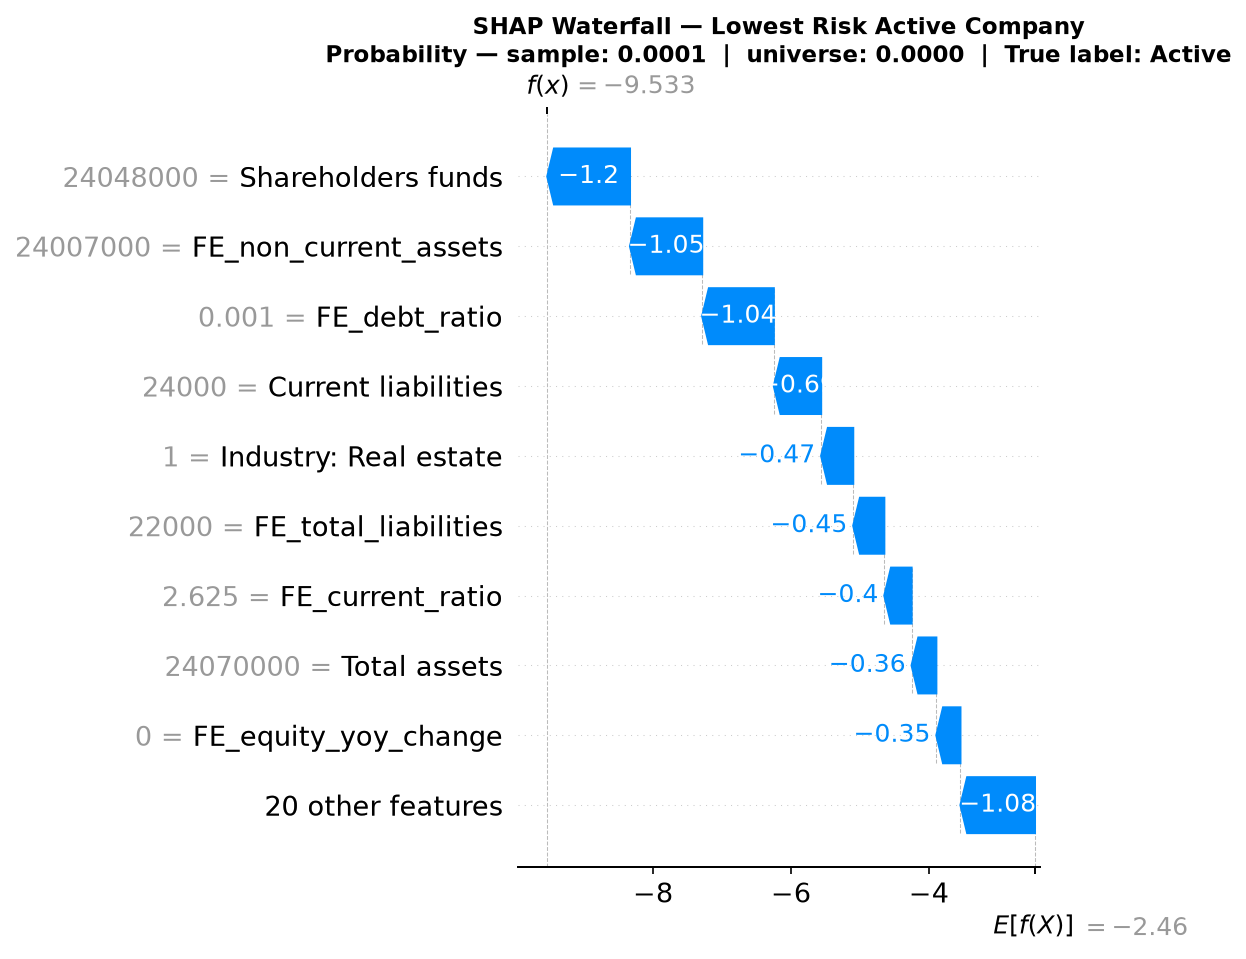 SHAP Waterfall — Lowest Risk Active Company
Probability — sample: 0.0001 | universe: 0.0000 | True label: Active
f(x) = −9.533
24048000 = Shareholders funds −1.2
24007000 = FE_non_current_assets −1.05
0.001 = FE_debt_ratio −1.04
24000 = Current liabilities
1 = Industry: Real estate −0.47
22000 = FE_total_liabilities −0.45
2.625 = FE_current_ratio −0.4
24070000 = Total assets −0.36
0 = FE_equity_yoy_change −0.35
20 other features −1.08
−8 −6 −4
E[f(X)] = −2.46